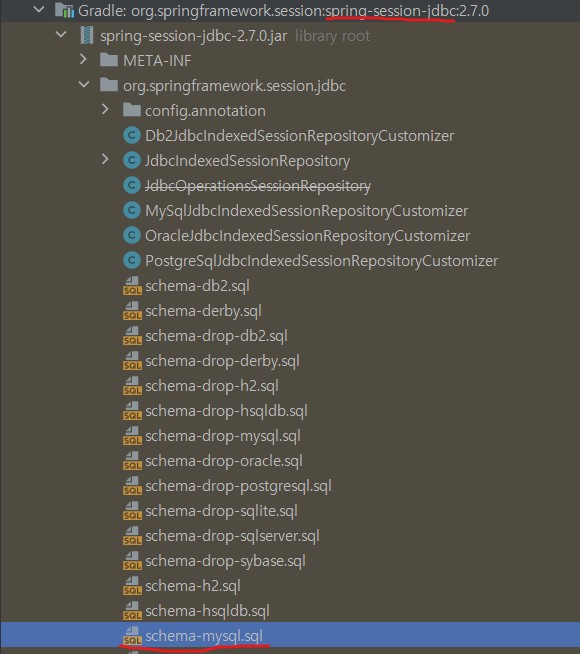 Gradle: org.springframework.session:spring-session-jdbc:2.7.0
spring-session-jdbc-2.7.0.jar library root
META-INF
org.springframework.session.jdbc
config.annotation
Db2JdbcIndexedSessionRepositoryCustomizer
JdbcIndexedSessionRepository
JdbcOperationsSessionRepository
MySqlJdbcIndexedSessionRepositoryCustomizer
OracleJdbcIndexedSessionRepositoryCustomizer
PostgreSqlJdbcIndexedSessionRepositoryCustomizer
schema-db2.sql
schema-derby.sql
schema-drop-db2.sql
schema-drop-derby.sql
schema-drop-h2.sql
schema-drop-hsqldb.sql
schema-drop-mysql.sql
schema-drop-oracle.sql
schema-drop-postgresql.sql
schema-drop-sqlite.sql
schema-drop-sqlserver.sql
schema-drop-sybase.sql
schema-h2.sql
schema-hsqldb.sql
schema-mysql.sql